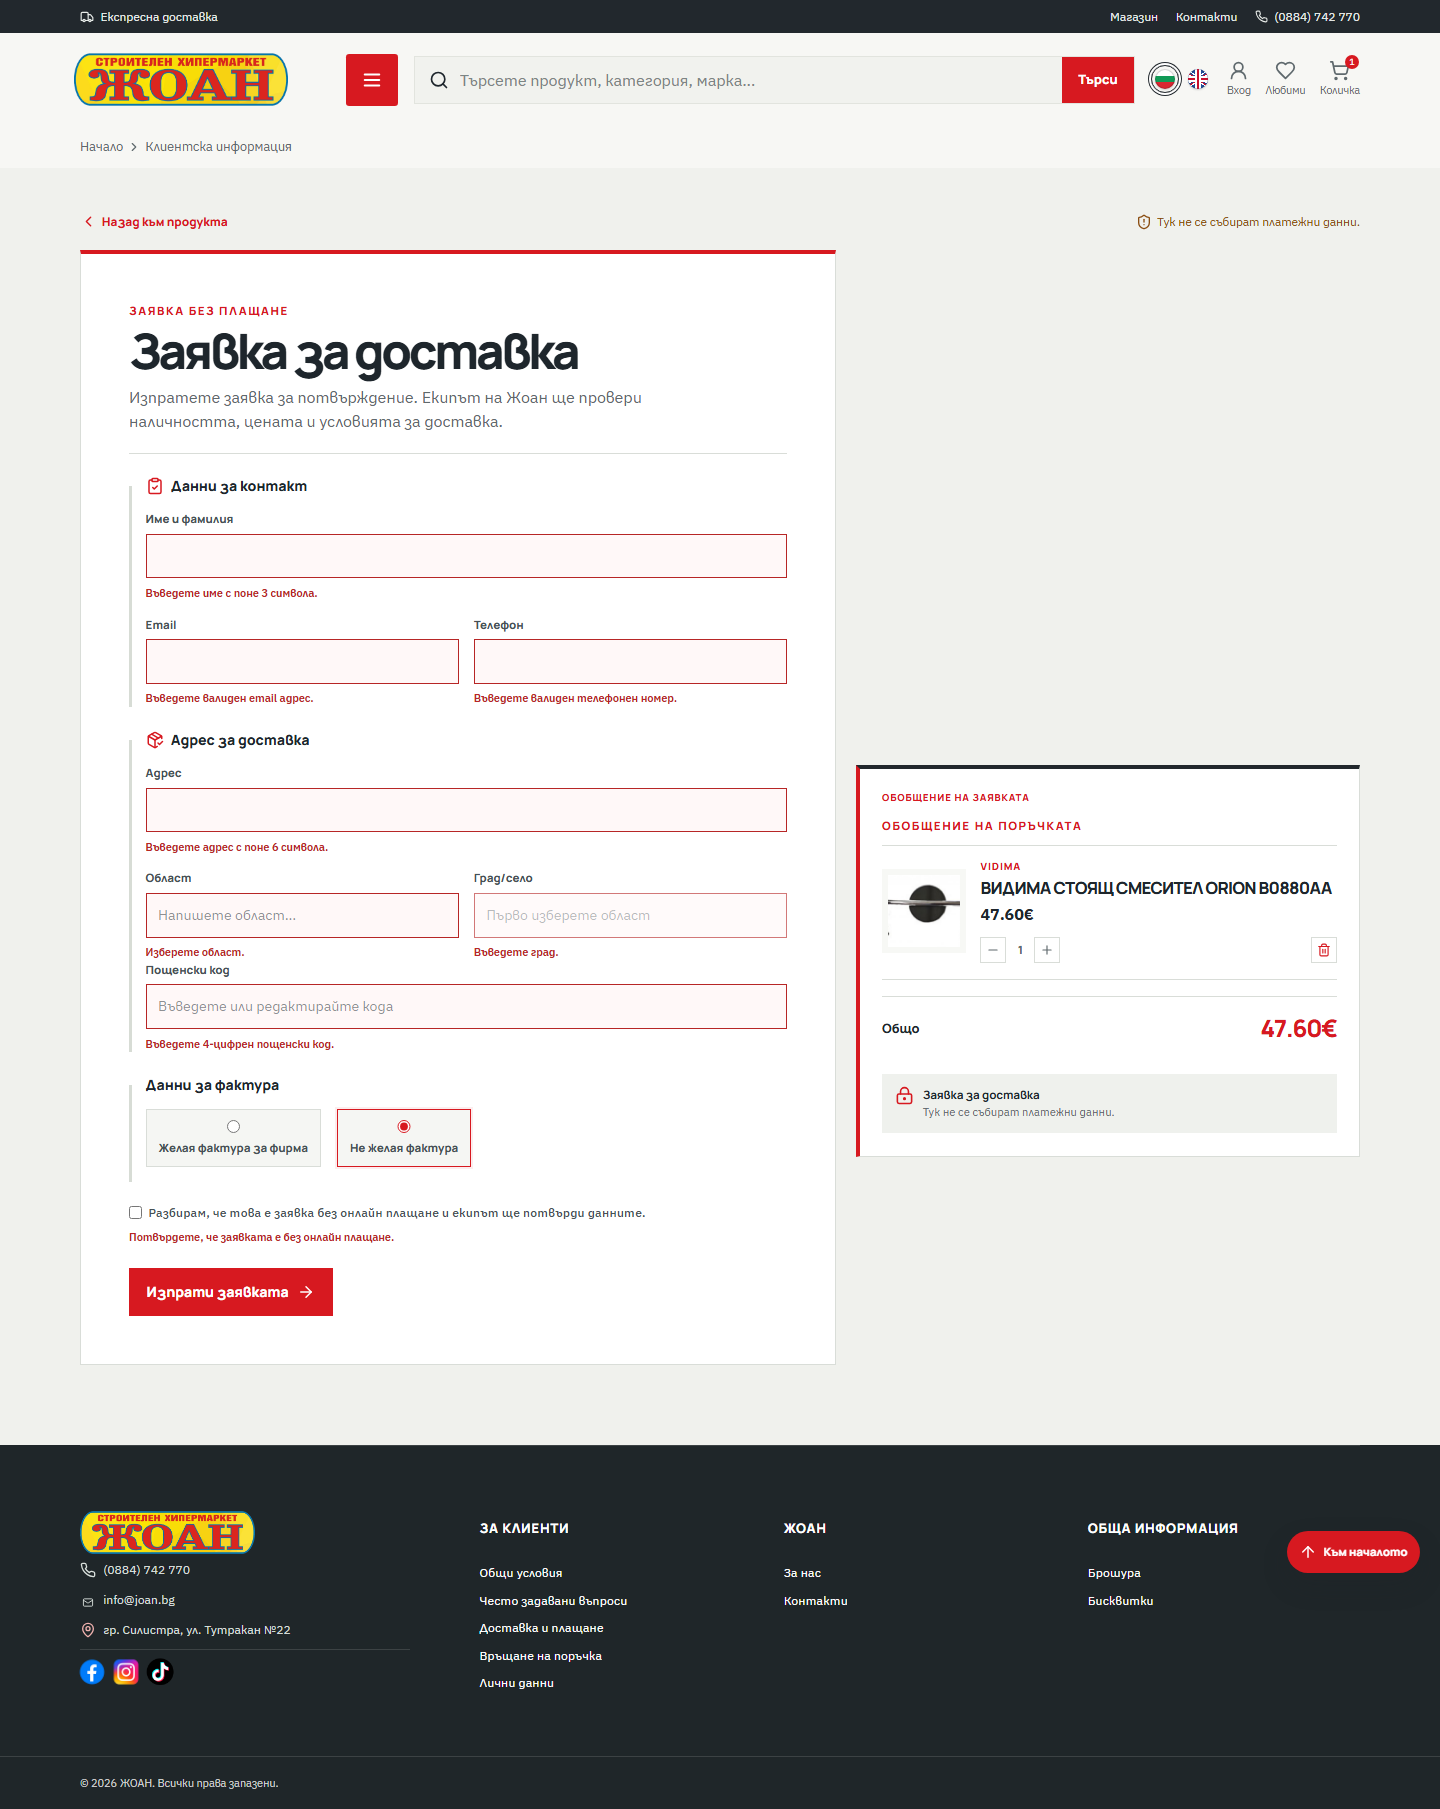 Експресна доставка
Магазин
Контакти
(0884) 742 770
СТРОИТЕЛЕН ХИПЕРМАРКЕТ
ЖОАН
Търсете продукт, категория, марка...
Търси
Вход
Любими
1
Количка
Начало
Клиентска информация
Назад към продукта
Тук не се събират платежни данни.
ЗАЯВКА БЕЗ ПЛАЩАНЕ
Заявка за доставка
Изпратете заявка за потвърждение. Екипът на Жоан ще провери
наличността, цената и условията за доставка.
Данни за контакт
Име и фамилия
Въведете име с поне 3 символа.
Email
Телефон
Въведете валиден email адрес.
Въведете валиден телефонен номер.
Адрес за доставка
Адрес
Въведете адрес с поне 6 символа.
Област
Град/село
Напишете област...
Първо изберете област
Изберете област.
Въведете град.
Пощенски код
Въведете или редактирайте кода
Въведете 4-цифрен пощенски код.
Данни за фактура
Желая фактура за фирма
Не желая фактура
Разбирам, че това е заявка без онлайн плащане и екипът ще потвърди данните.
Потвърдете, че заявката е без онлайн плащане.
Изпрати заявката
ОБОБЩЕНИЕ НА ЗАЯВКАТА
ОБОБЩЕНИЕ НА ПОРЪЧКАТА
VIDIMA
ВИДИМА СТОЯЩ СМЕСИТЕЛ ORION B0880AA
47.60€
1
Общо
47.60€
Заявка за доставка
Тук не се събират платежни данни.
СТРОИТЕЛЕН ХИПЕРМАРКЕТ
ЖОАН
(0884) 742 770
info@joan.bg
гр. Силистра, ул. Тутракан №22
ЗА КЛИЕНТИ
Общи условия
Често задавани въпроси
Доставка и плащане
Връщане на поръчка
Лични данни
ЖОАН
За нас
Контакти
ОБЩА ИНФОРМАЦИЯ
Брошура
Бисквитки
Към началото
© 2026 ЖОАН. Всички права запазени.